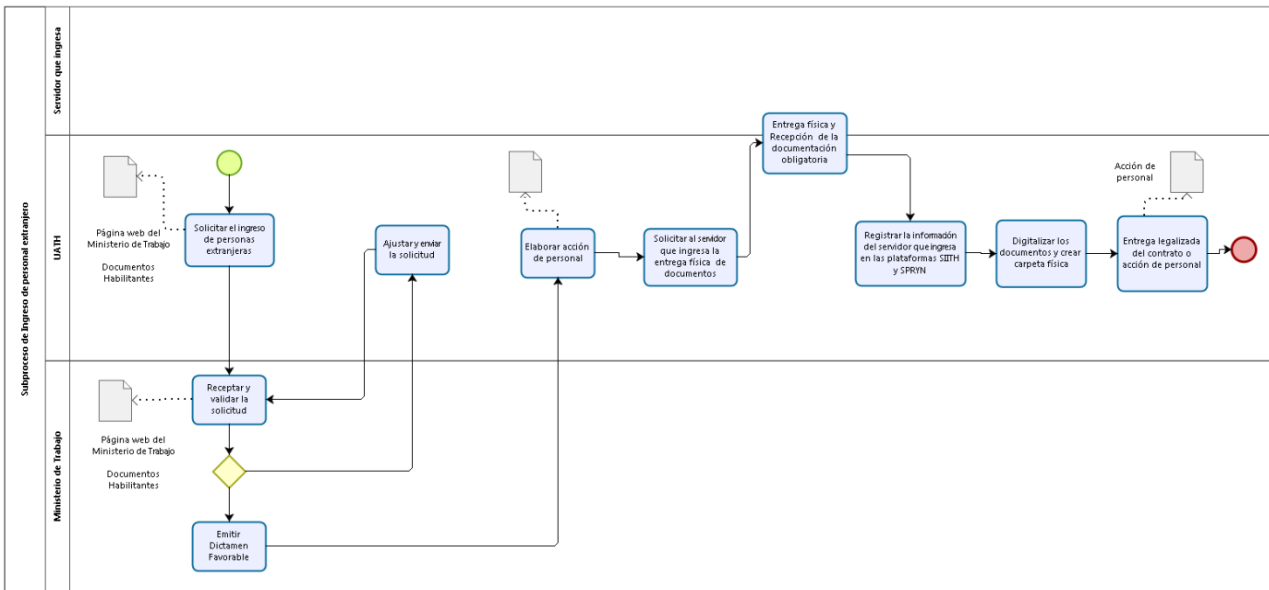 Subproceso de Ingreso de personal extranjero
Servidor que ingresa
Entrega física y
Recepción de la
documentación
obligatoria
UATH
Página web del
Ministerio de Trabajo
Documentos
Habilitantes
Solicitar el ingreso
de personas
extranjeras
Ajustar y enviar
la solicitud
Elaborar acción
de personal
Solicitar al servidor
que ingresa la
entrega física de
documentos
Registrar la información
del servidor que ingresa
en las plataformas SIITH
y SPRYN
Digitalizar los
documentos y crear
carpeta física
Acción de
personal
Entrega legalizada
del contrato o
acción de personal
Ministerio de Trabajo
Receptar y
validar la
solicitud
Página web del
Ministerio de Trabajo
Documentos
Habilitantes
Emitir
Dictamen
Favorable